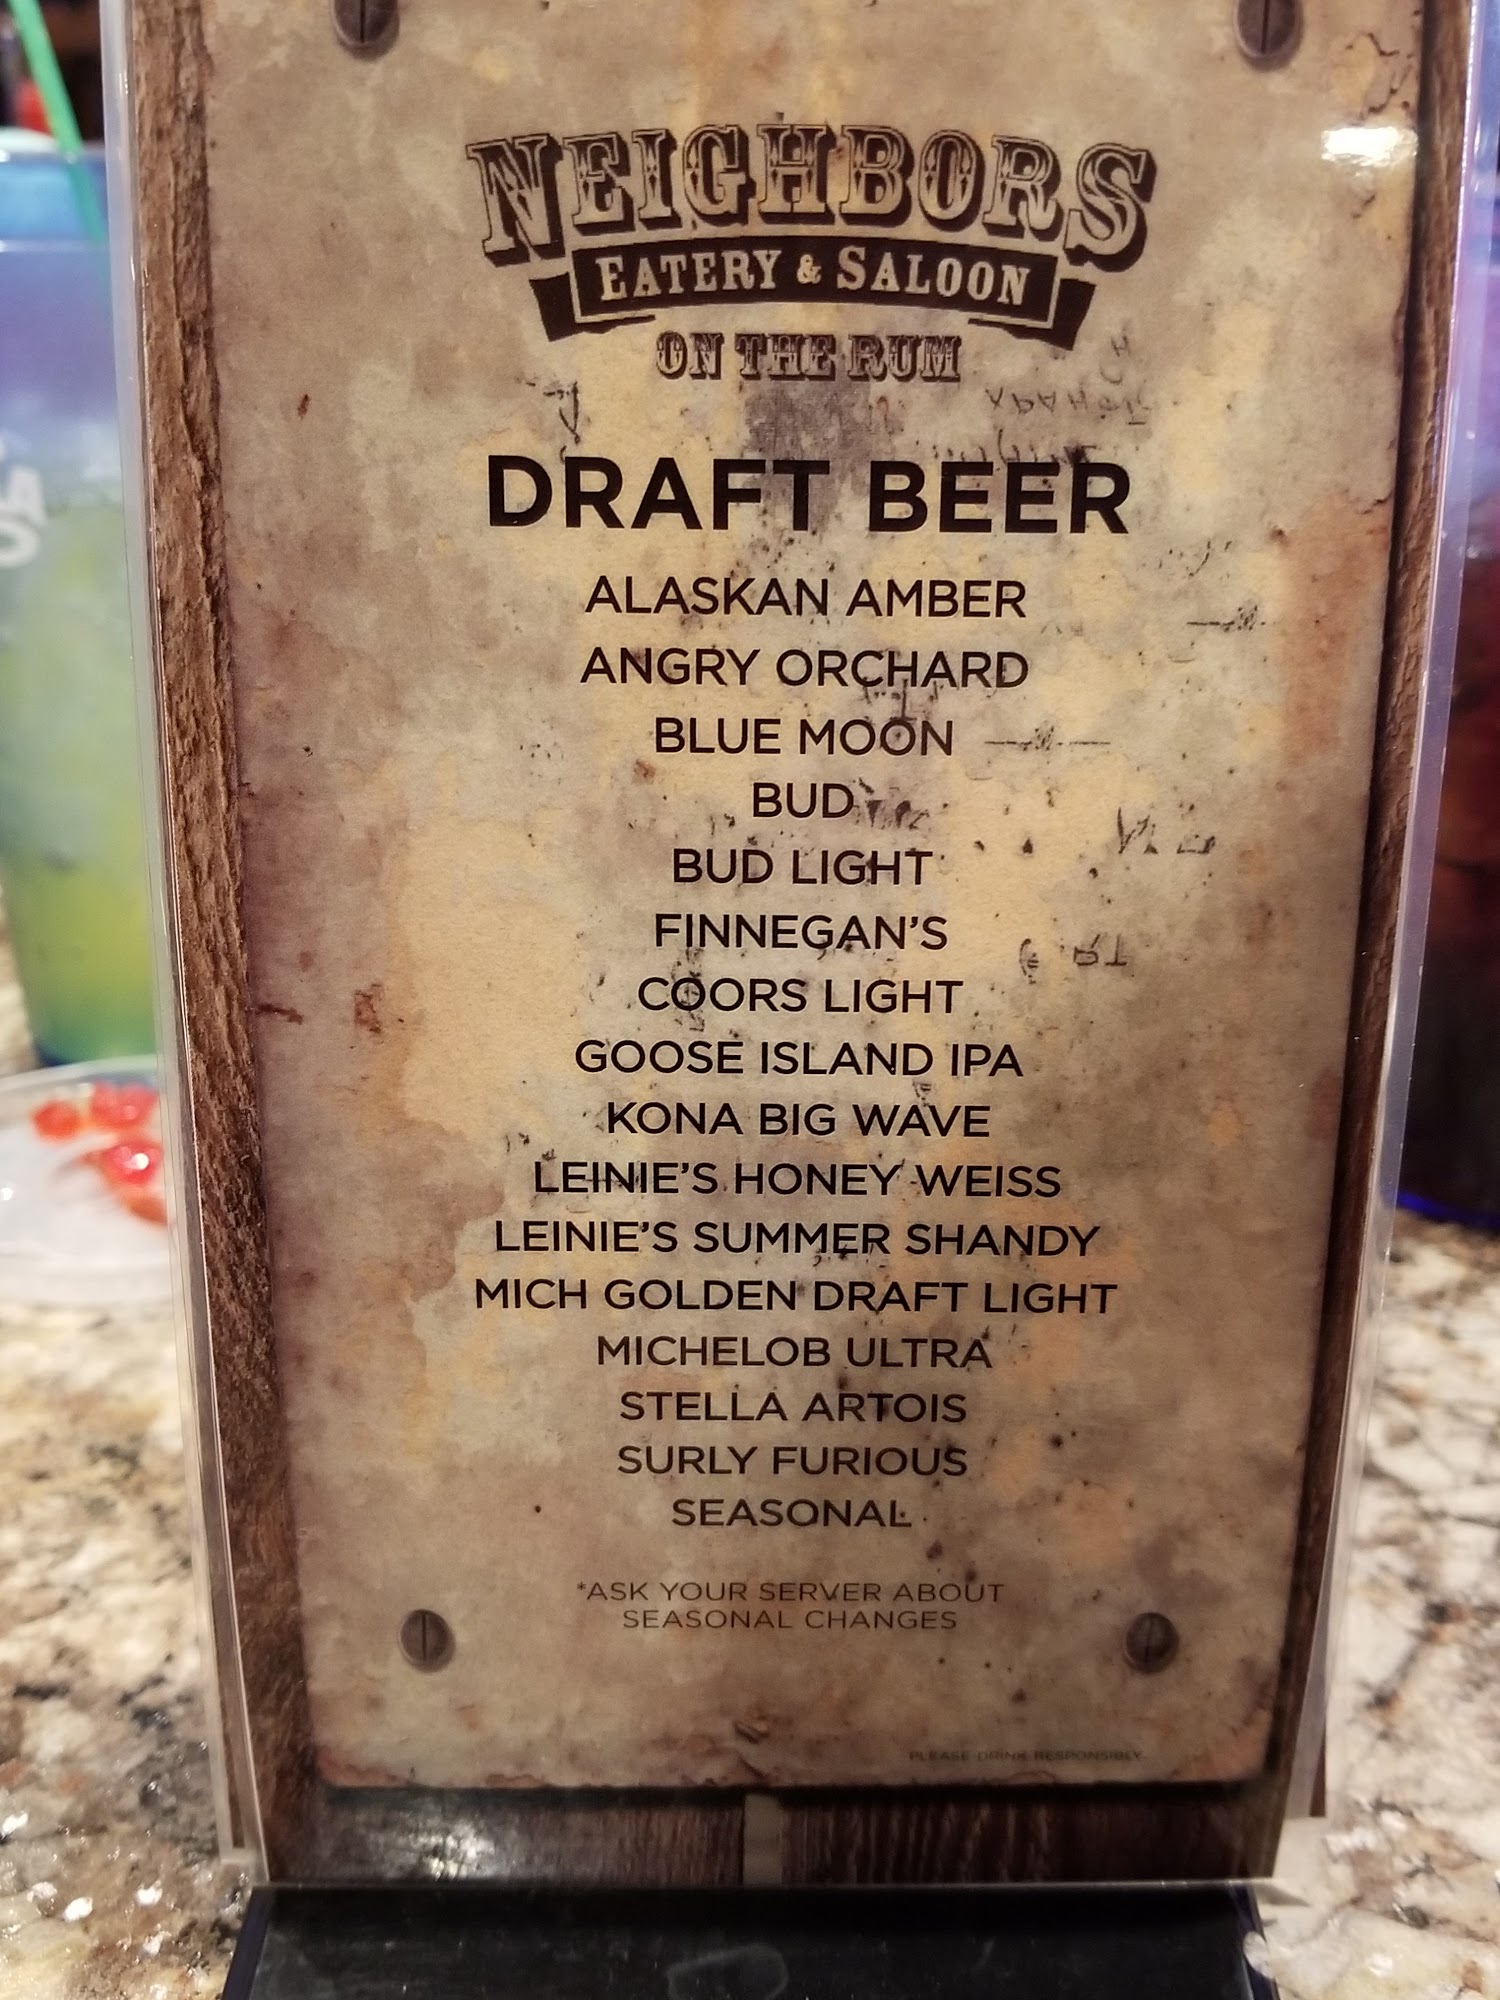 NEIGHBORS
EATERY & SALOON
ON THE RUM
DRAFT BEER
ALASKAN AMBER
ANGRY ORCHARD
BLUE MOON
BUD
BUD LIGHT
FINNEGAN'S
COORS LIGHT
GOOSE ISLAND IPA
KONA BIG WAVE
LEINIE'S HONEY WEISS
LEINIE'S SUMMER SHANDY
MICH GOLDEN DRAFT LIGHT
MICHELOB ULTRA
STELLA ARTOIS
SURLY FURIOUS
SEASONAL
*ASK YOUR SERVER ABOUT
SEASONAL CHANGES
PLEASE DRINK RESPONSIBLY.